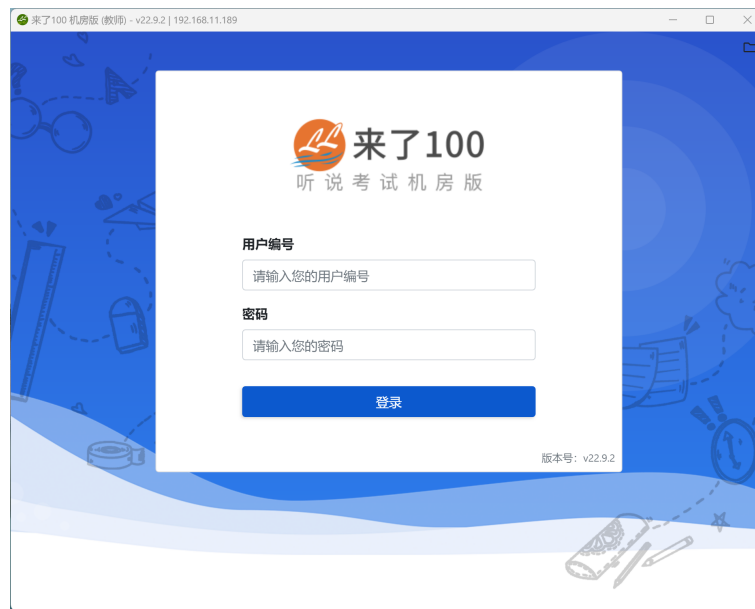 来了100 机房版 (教师) - v22.9.2 | 192.168.11.189
来了100
听说考试机房版
用户编号
请输入您的用户编号
密码
请输入您的密码
登录
版本号：v22.9.2